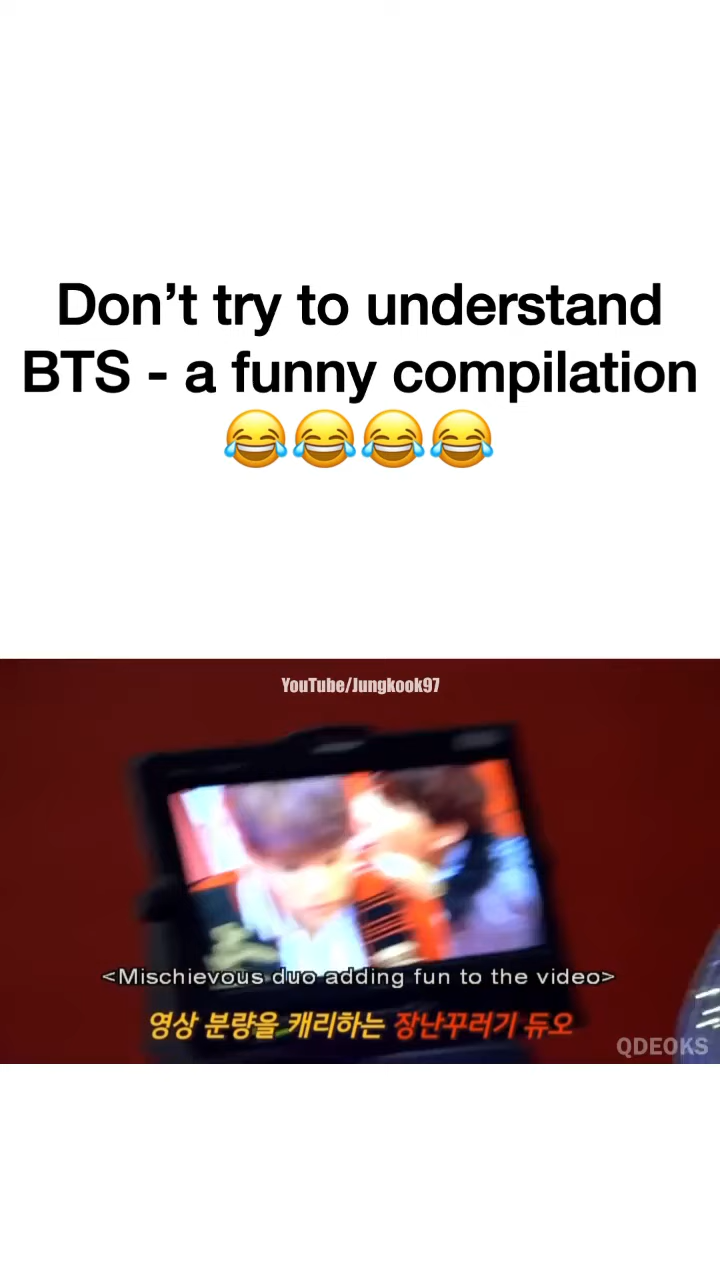 Don’t try to understand
BTS - a funny compilation
😂😂😂😂
YouTube/Jungkook97
<Mischievous duo adding fun to the video>
영상 분량을 캐리하는 장난꾸러기 듀오
QDEOKS